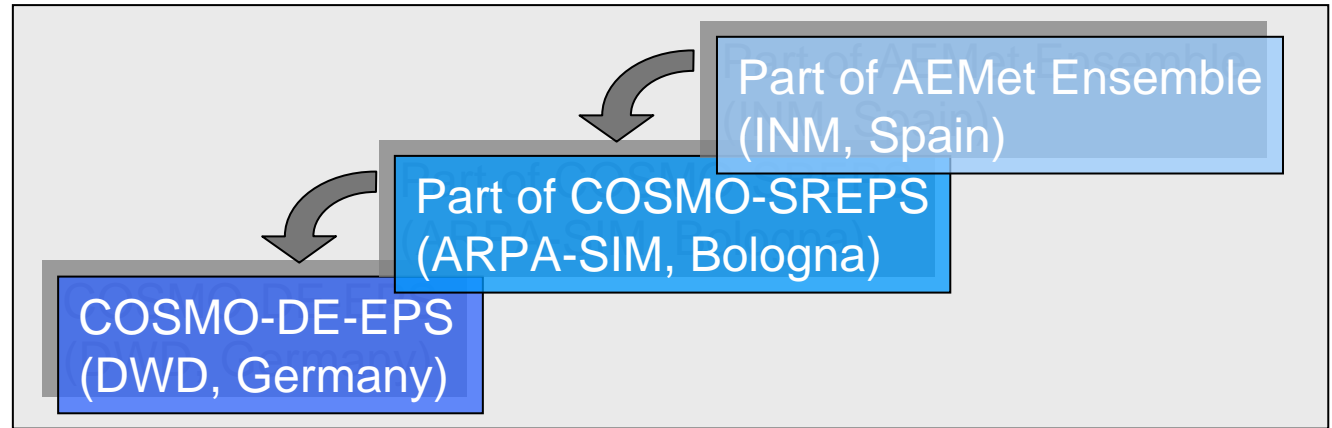 Part of AEMet Ensemble
(INM, Spain)
Part of COSMO-SREPS
(ARPA-SIM, Bologna)
COSMO-DE-EPS
(DWD, Germany)